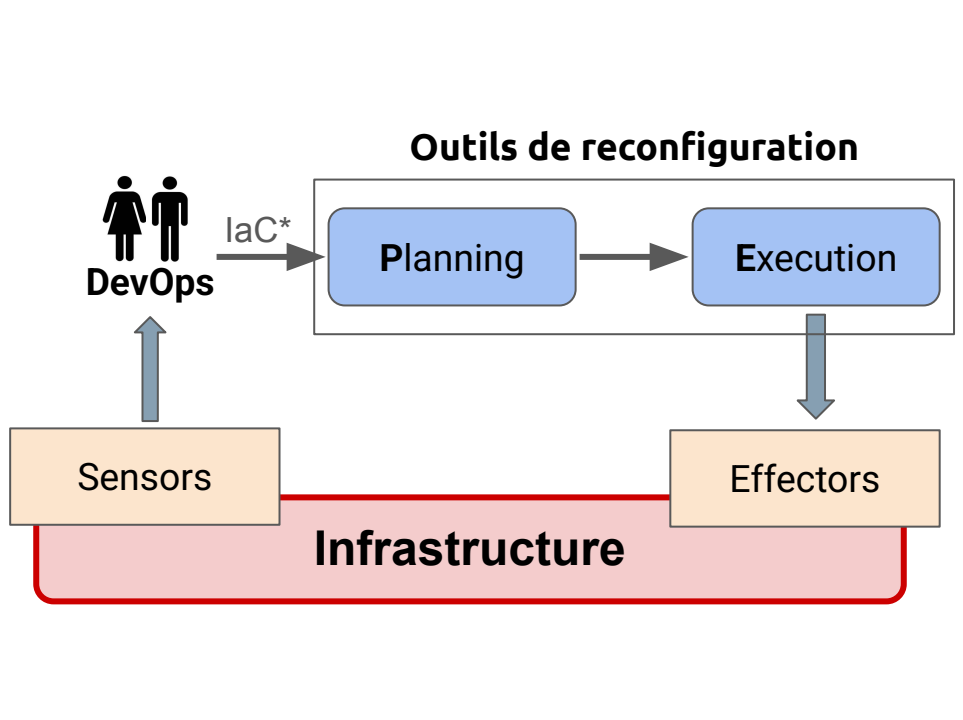 Outils de reconfiguration
IaC*
DevOps
Planning
Execution
Sensors
Effectors
Infrastructure